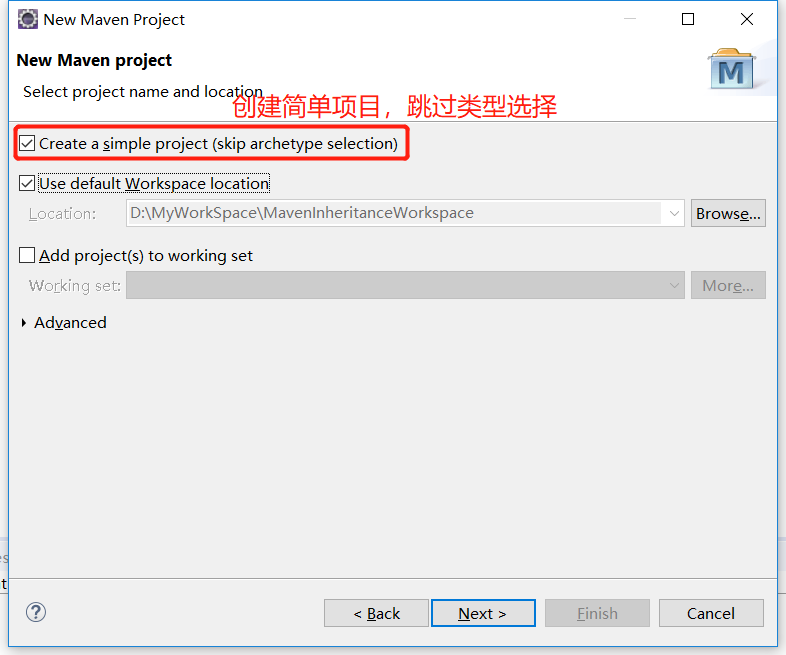 New Maven Project
New Maven project
Select project name and location
创建简单项目，跳过类型选择
Create a simple project (skip archetype selection)
Use default Workspace location
Location: D:\MyWorkSpace\MavenInheritanceWorkspace Browse...
Add project(s) to working set
Working set: More...
Advanced
< Back Next > Finish Cancel